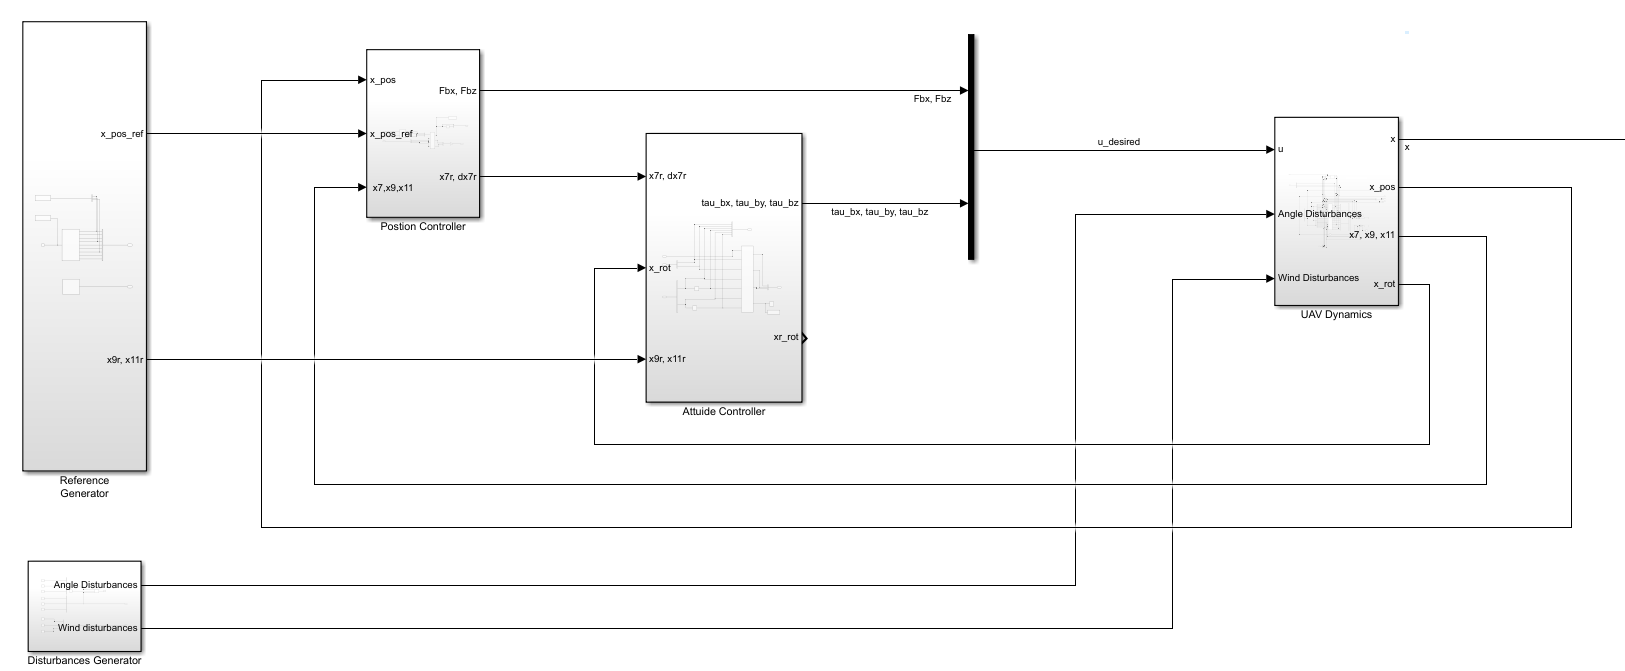 x_pos_ref
x9r, x11r
Reference
Generator
x_pos
x_pos_ref
x7,x9,x11
Fbx, Fbz
x7r, dx7r
Postion Controller
x7r, dx7r
x_rot
x9r, x11r
tau_bx, tau_by, tau_bz
xr_rot
Attuide Controller
Fbx, Fbz
tau_bx, tau_by, tau_bz
u_desired
u
Angle Disturbances
Wind Disturbances
x
x_pos
x7, x9, x11
x_rot
UAV Dynamics
x
Angle Disturbances
Wind disturbances
Disturbances Generator